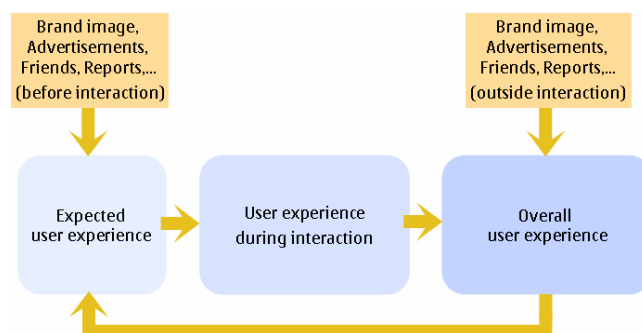 Brand image,
Advertisements,
Friends, Reports,...
(before interaction)
Brand image,
Advertisements,
Friends, Reports,...
(outside interaction)
Expected
user experience
User experience
during interaction
Overall
user experience